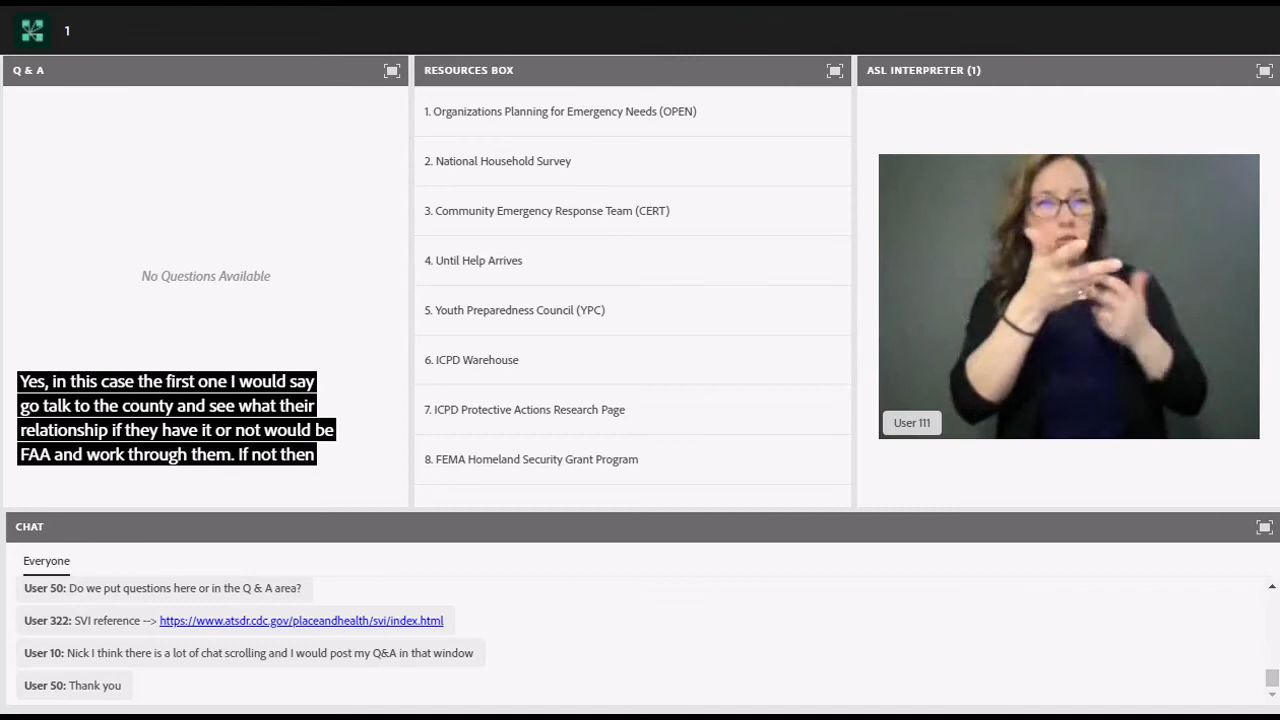 1
Q & A
No Questions Available
Yes, in this case the first one I would say
go talk to the county and see what their
relationship if they have it or not would be
FAA and work through them. If not then
RESOURCES BOX
1. Organizations Planning for Emergency Needs (OPEN)
2. National Household Survey
3. Community Emergency Response Team (CERT)
4. Until Help Arrives
5. Youth Preparedness Council (YPC)
6. ICPD Warehouse
7. ICPD Protective Actions Research Page
8. FEMA Homeland Security Grant Program
ASL INTERPRETER (1)
User 111
CHAT
Everyone
User 50: Do we put questions here or in the Q & A area?
User 322: SVI reference --> https://www.atsdr.cdc.gov/placeandhealth/svi/index.html
User 10: Nick I think there is a lot of chat scrolling and I would post my Q&A in that window
User 50: Thank you